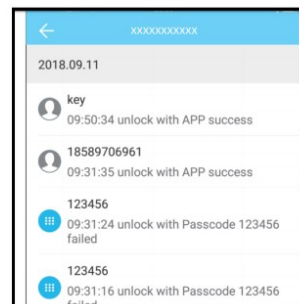 xxxxxxxxxxx
2018.09.11
key
09:50:34 unlock with APP success
18589706961
09:31:35 unlock with APP success
123456
09:31:24 unlock with Passcode 123456
failed
123456
09:31:16 unlock with Passcode 123456
failed